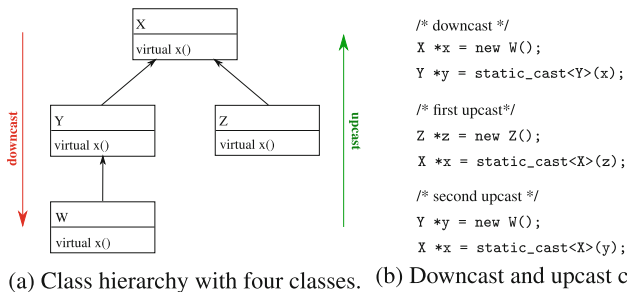 X
virtual x()
Y
virtual x()
Z
virtual x()
W
virtual x()
downcast
upcast
(a) Class hierarchy with four classes.
/* downcast */
X *x = new W();
Y *y = static_cast<Y>(x);
/* first upcast*/
Z *z = new Z();
X *x = static_cast<X>(z);
/* second upcast */
Y *y = new W();
X *x = static_cast<X>(y);
(b) Downcast and upcast c